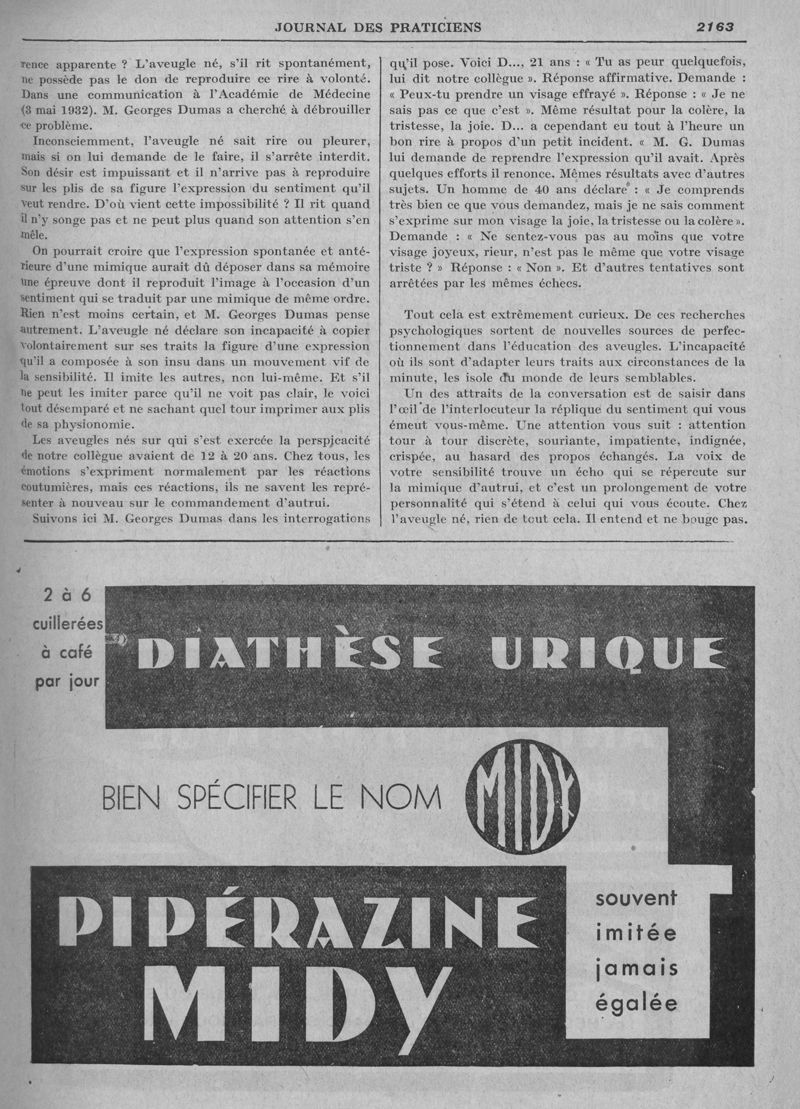 JOURNAL DES PRATICIENS 2163
rence apparente ? L'aveugle né, s'il rit spontanément,
ne possède pas le don de reproduire ce rire à volonté.
Dans une communication à l'Académie de Médecine
(3 mai 1932). M. Georges Dumas a cherché à débrouiller
ce problème.
Inconsciemment, l'aveugle né sait rire ou pleurer,
mais si on lui demande de le faire, il s'arrête interdit.
Son désir est impuissant et il n'arrive pas à reproduire
sur les plis de sa figure l'expression du sentiment qu'il
veut rendre. D'où vient cette impossibilité ? Il rit quand
il n'y songe pas et ne peut plus quand son attention s'en
mêle.
On pourrait croire que l'expression spontanée et anté-
rieure d'une mimique aurait dû déposer dans sa mémoire
une épreuve dont il reproduit l'image à l'occasion d'un
sentiment qui se traduit par une mimique de même ordre.
Rien n'est moins certain, et M. Georges Dumas pense
autrement. L'aveugle né déclare son incapacité à copier
volontairement sur ses traits la figure d'une expression
qu'il a composée à son insu dans un mouvement vif de
la sensibilité. Il imite les autres, non lui-même. Et s'il
ne peut les imiter parce qu'il ne voit pas clair, le voici
tout désemparé et ne sachant quel tour imprimer aux plis
de sa physionomie.
Les aveugles nés sur qui s'est exercée la perspjcacité
de notre collègue avaient de 12 à 20 ans. Chez tous, les
émotions s'expriment normalement par les réactions
coutumières, mais ces réactions, ils ne savent les repré-
senter à nouveau sur le commandement d'autrui.
Suivons ici M. Georges Dumas dans les interrogations
qu'il pose. Voici D..., 21 ans : « Tu as peur quelquefois,
lui dit notre collègue ». Réponse affirmative. Demande :
« Peux-tu prendre un visage effrayé ». Réponse : « Je ne
sais pas ce que c'est ». Même résultat pour la colère, la
tristesse, la joie. D... a cependant eu tout à l'heure un
bon rire à propos d'un petit incident. « M. G. Dumas
lui demande de reprendre l'expression qu'il avait. Après
quelques efforts il renonce. Mêmes résultats avec d'autres
sujets. Un homme de 40 ans déclare : « Je comprends
très bien ce que vous demandez, mais je ne sais comment
s'exprime sur mon visage la joie, la tristesse ou la colère ».
Demande : « Ne sentez-vous pas au moins que votre
visage joyeux, rieur, n'est pas le même que votre visage
triste ? » Réponse : « Non ». Et d'autres tentatives sont
arrêtées par les mêmes échecs.
Tout cela est extrêmement curieux. De ces recherches
psychologiques sortent de nouvelles sources de perfec-
tionnement dans l'éducation des aveugles. L'incapacité
où ils sont d'adapter leurs traits aux circonstances de la
minute, les isole du monde de leurs semblables.
Un des attraits de la conversation est de saisir dans
l'œil de l'interlocuteur la réplique du sentiment qui vous
émeut vous-même. Une attention vous suit : attention
tour à tour discrète, souriante, impatiente, indignée,
crispée, au hasard des propos échangés. La voix de
votre sensibilité trouve un écho qui se répercute sur
la mimique d'autrui, et c'est un prolongement de votre
personnalité qui s'étend à celui qui vous écoute. Chez
l'aveugle né, rien de tout cela. Il entend et ne bouge pas.
2 à 6
cuillerées
à café
par jour
DIATHÈSE URIQUE
BIEN SPÉCIFIER LE NOM MIDY
PIPÉRAZINE
MIDY
souvent
imitée
jamais
égalée